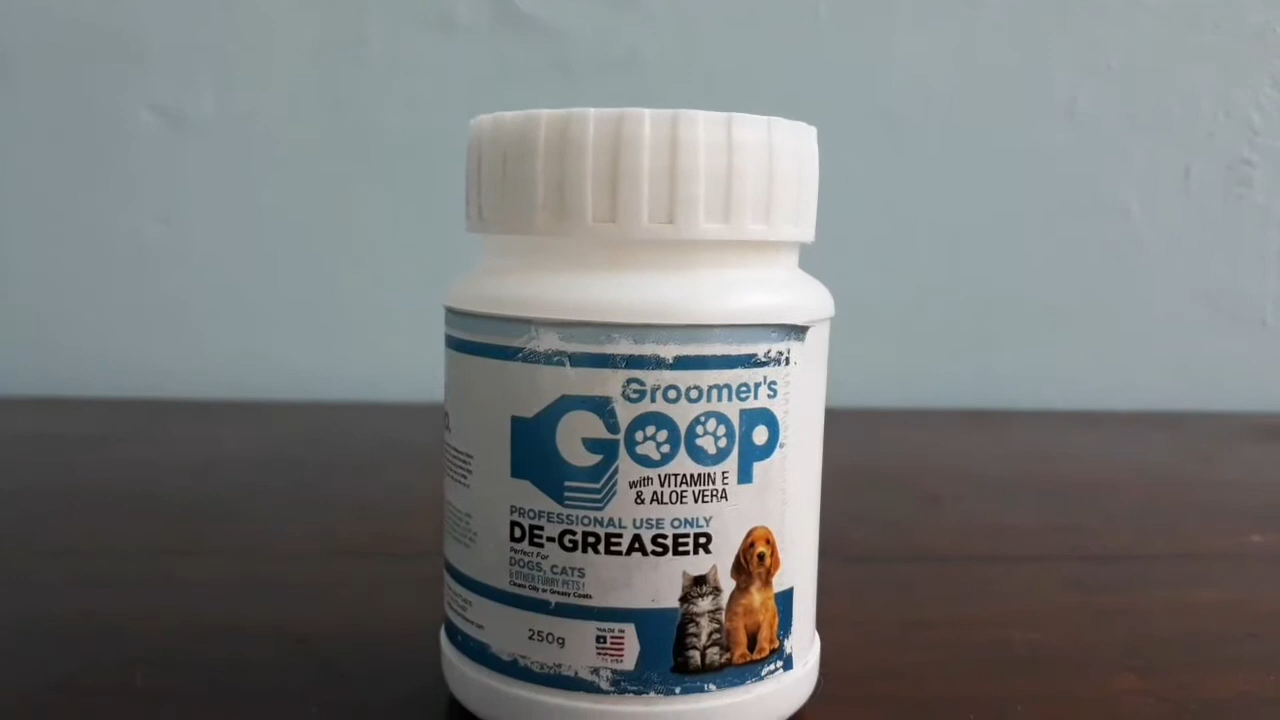 Groomer's
Goop
with VITAMIN E
& ALOE VERA
PROFESSIONAL USE ONLY
DE-GREASER
Perfect For
DOGS, CATS
& OTHER FURRY PETS!
Cleans Oily or Greasy Coats
250g
MADE IN
USA